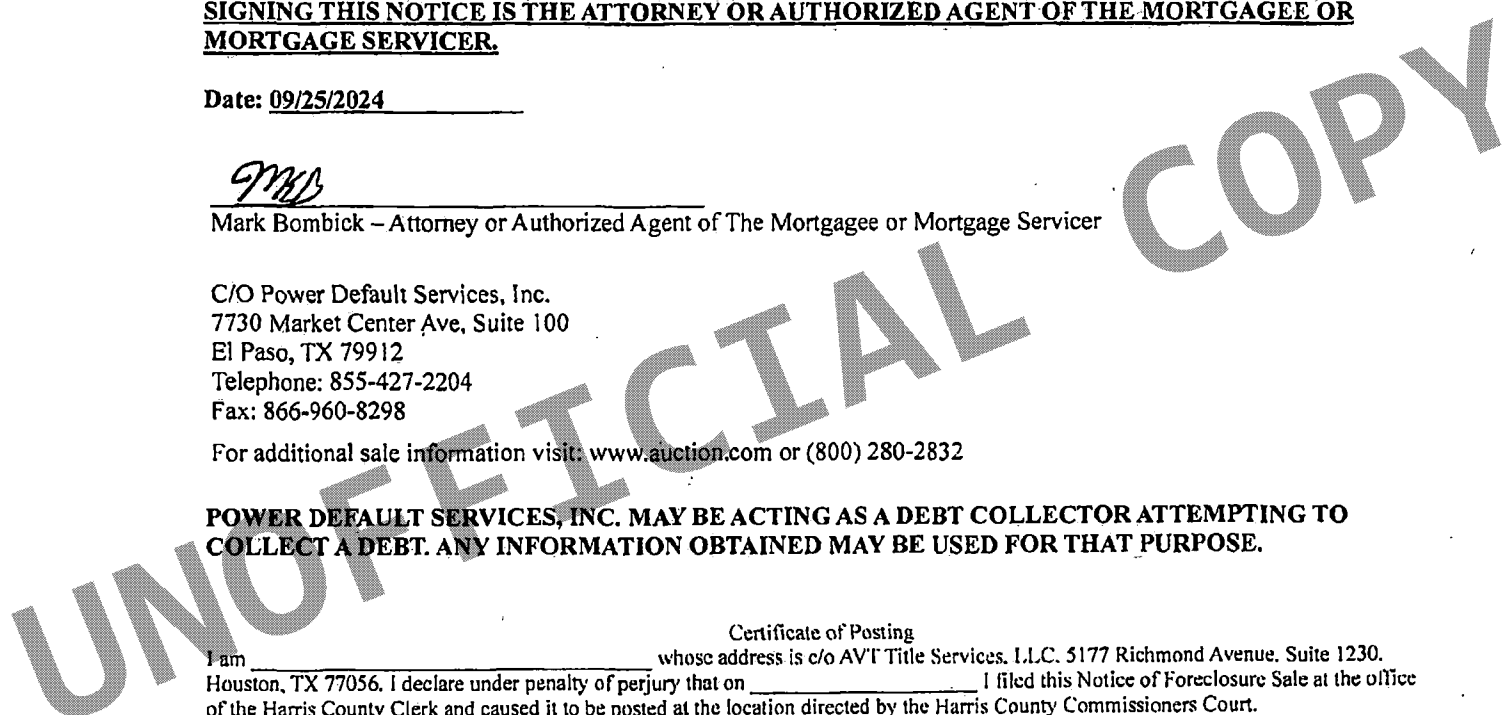 SIGNING THIS NOTICE IS THE ATTORNEY OR AUTHORIZED AGENT OF THE MORTGAGEE OR
MORTGAGE SERVICER.
Date: 09/25/2024
MKB
Mark Bombick – Attorney or Authorized Agent of The Mortgagee or Mortgage Servicer
C/O Power Default Services, Inc.
7730 Market Center Ave, Suite 100
El Paso, TX 79912
Telephone: 855-427-2204
Fax: 866-960-8298
For additional sale information visit: www.auction.com or (800) 280-2832
POWER DEFAULT SERVICES, INC. MAY BE ACTING AS A DEBT COLLECTOR ATTEMPTING TO
COLLECT A DEBT. ANY INFORMATION OBTAINED MAY BE USED FOR THAT PURPOSE.
Certificate of Posting
I am ____ whose address is c/o AVT Title Services, LLC, 5177 Richmond Avenue, Suite 1230,
Houston, TX 77056. I declare under penalty of perjury that on ____ I filed this Notice of Foreclosure Sale at the office
of the Harris County Clerk and caused it to be posted at the location directed by the Harris County Commissioners Court.
UNOFFICIAL COPY